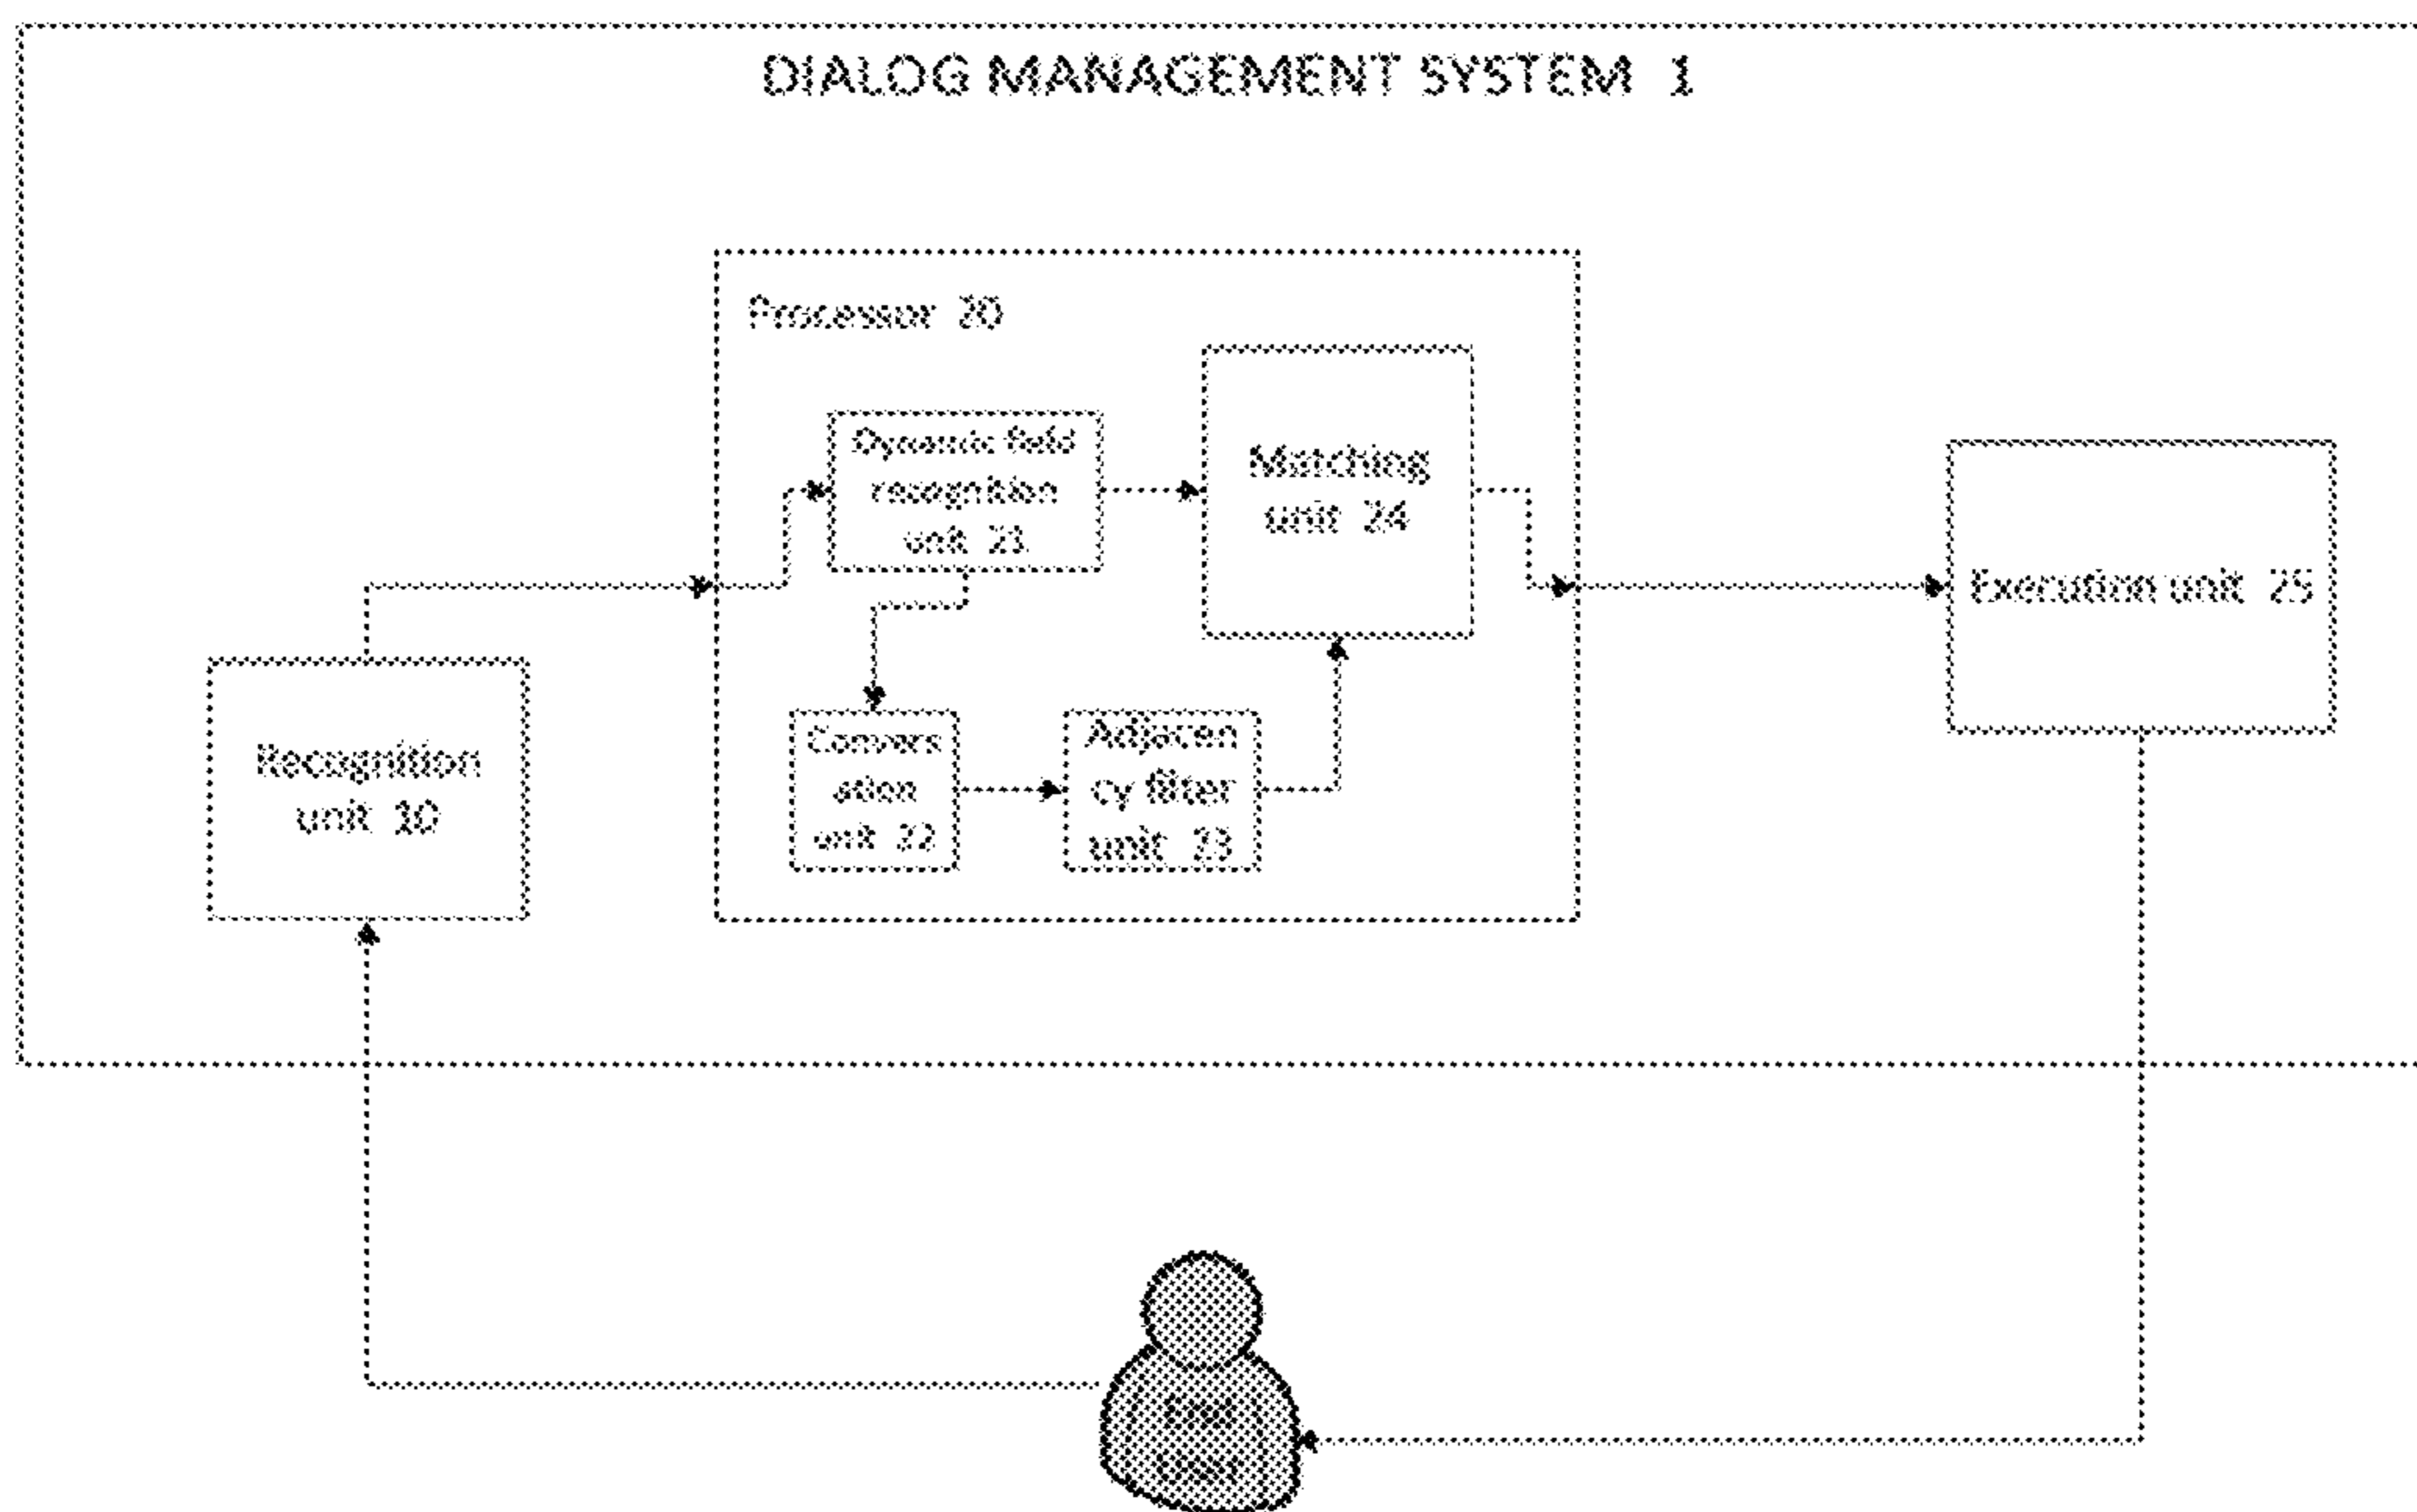 DIALOG MANAGEMENT SYSTEM 1
Processor 20
Dynamic field
recognition
unit 21
Matching
unit 24
Execution unit 25
Recognition
unit 10
Convers
ation
unit 22
Adjacen
cy filter
unit 23